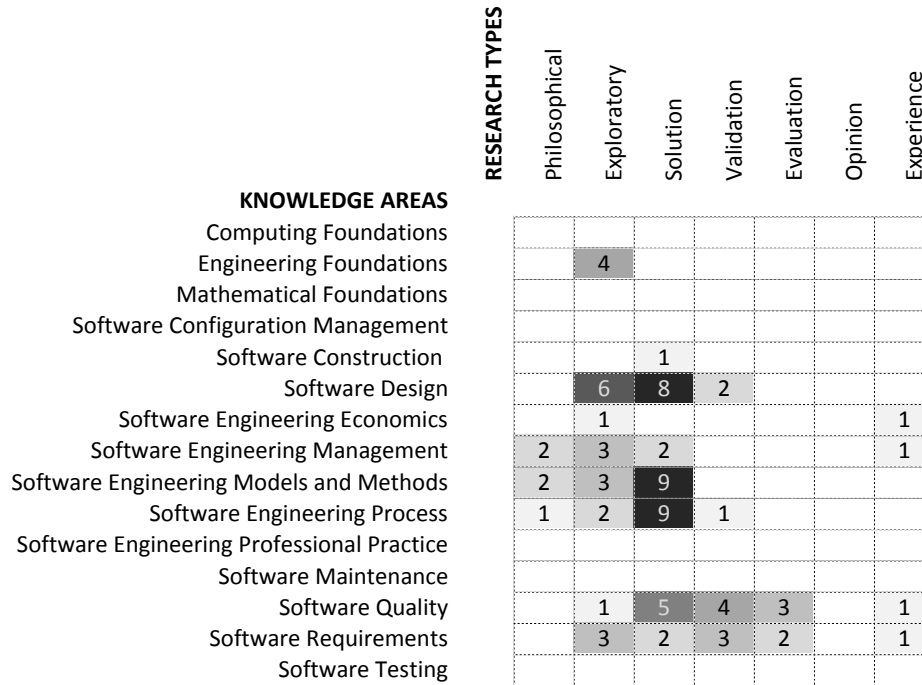 RESEARCH TYPES
Philosophical
Exploratory
Solution
Validation
Evaluation
Opinion
Experience
KNOWLEDGE AREAS
Computing Foundations
Engineering Foundations 4
Mathematical Foundations
Software Configuration Management
Software Construction 1
Software Design 6 8 2
Software Engineering Economics 1 1
Software Engineering Management 2 3 2 1
Software Engineering Models and Methods 2 3 9
Software Engineering Process 1 2 9 1
Software Engineering Professional Practice
Software Maintenance
Software Quality 1 5 4 3 1
Software Requirements 3 2 3 2 1
Software Testing